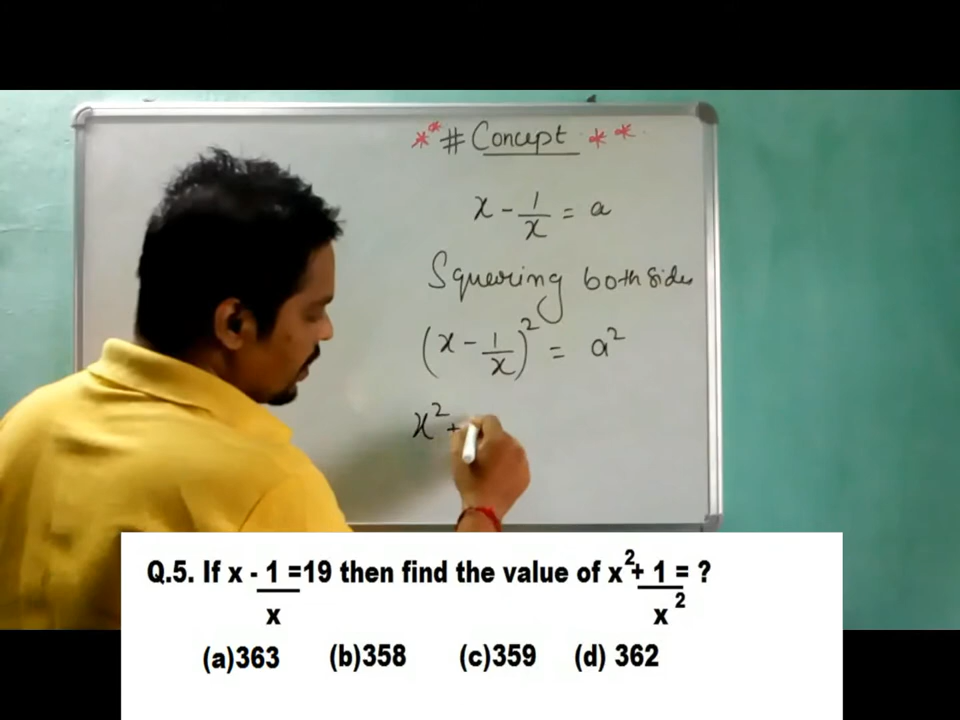 ** # Concept **
x - 1/x = a
Squaring both sides
(x - 1/x)² = a²
x² +
Q.5. If x - 1/x =19 then find the value of x²+ 1/x² = ?
(a)363 (b)358 (c)359 (d) 362